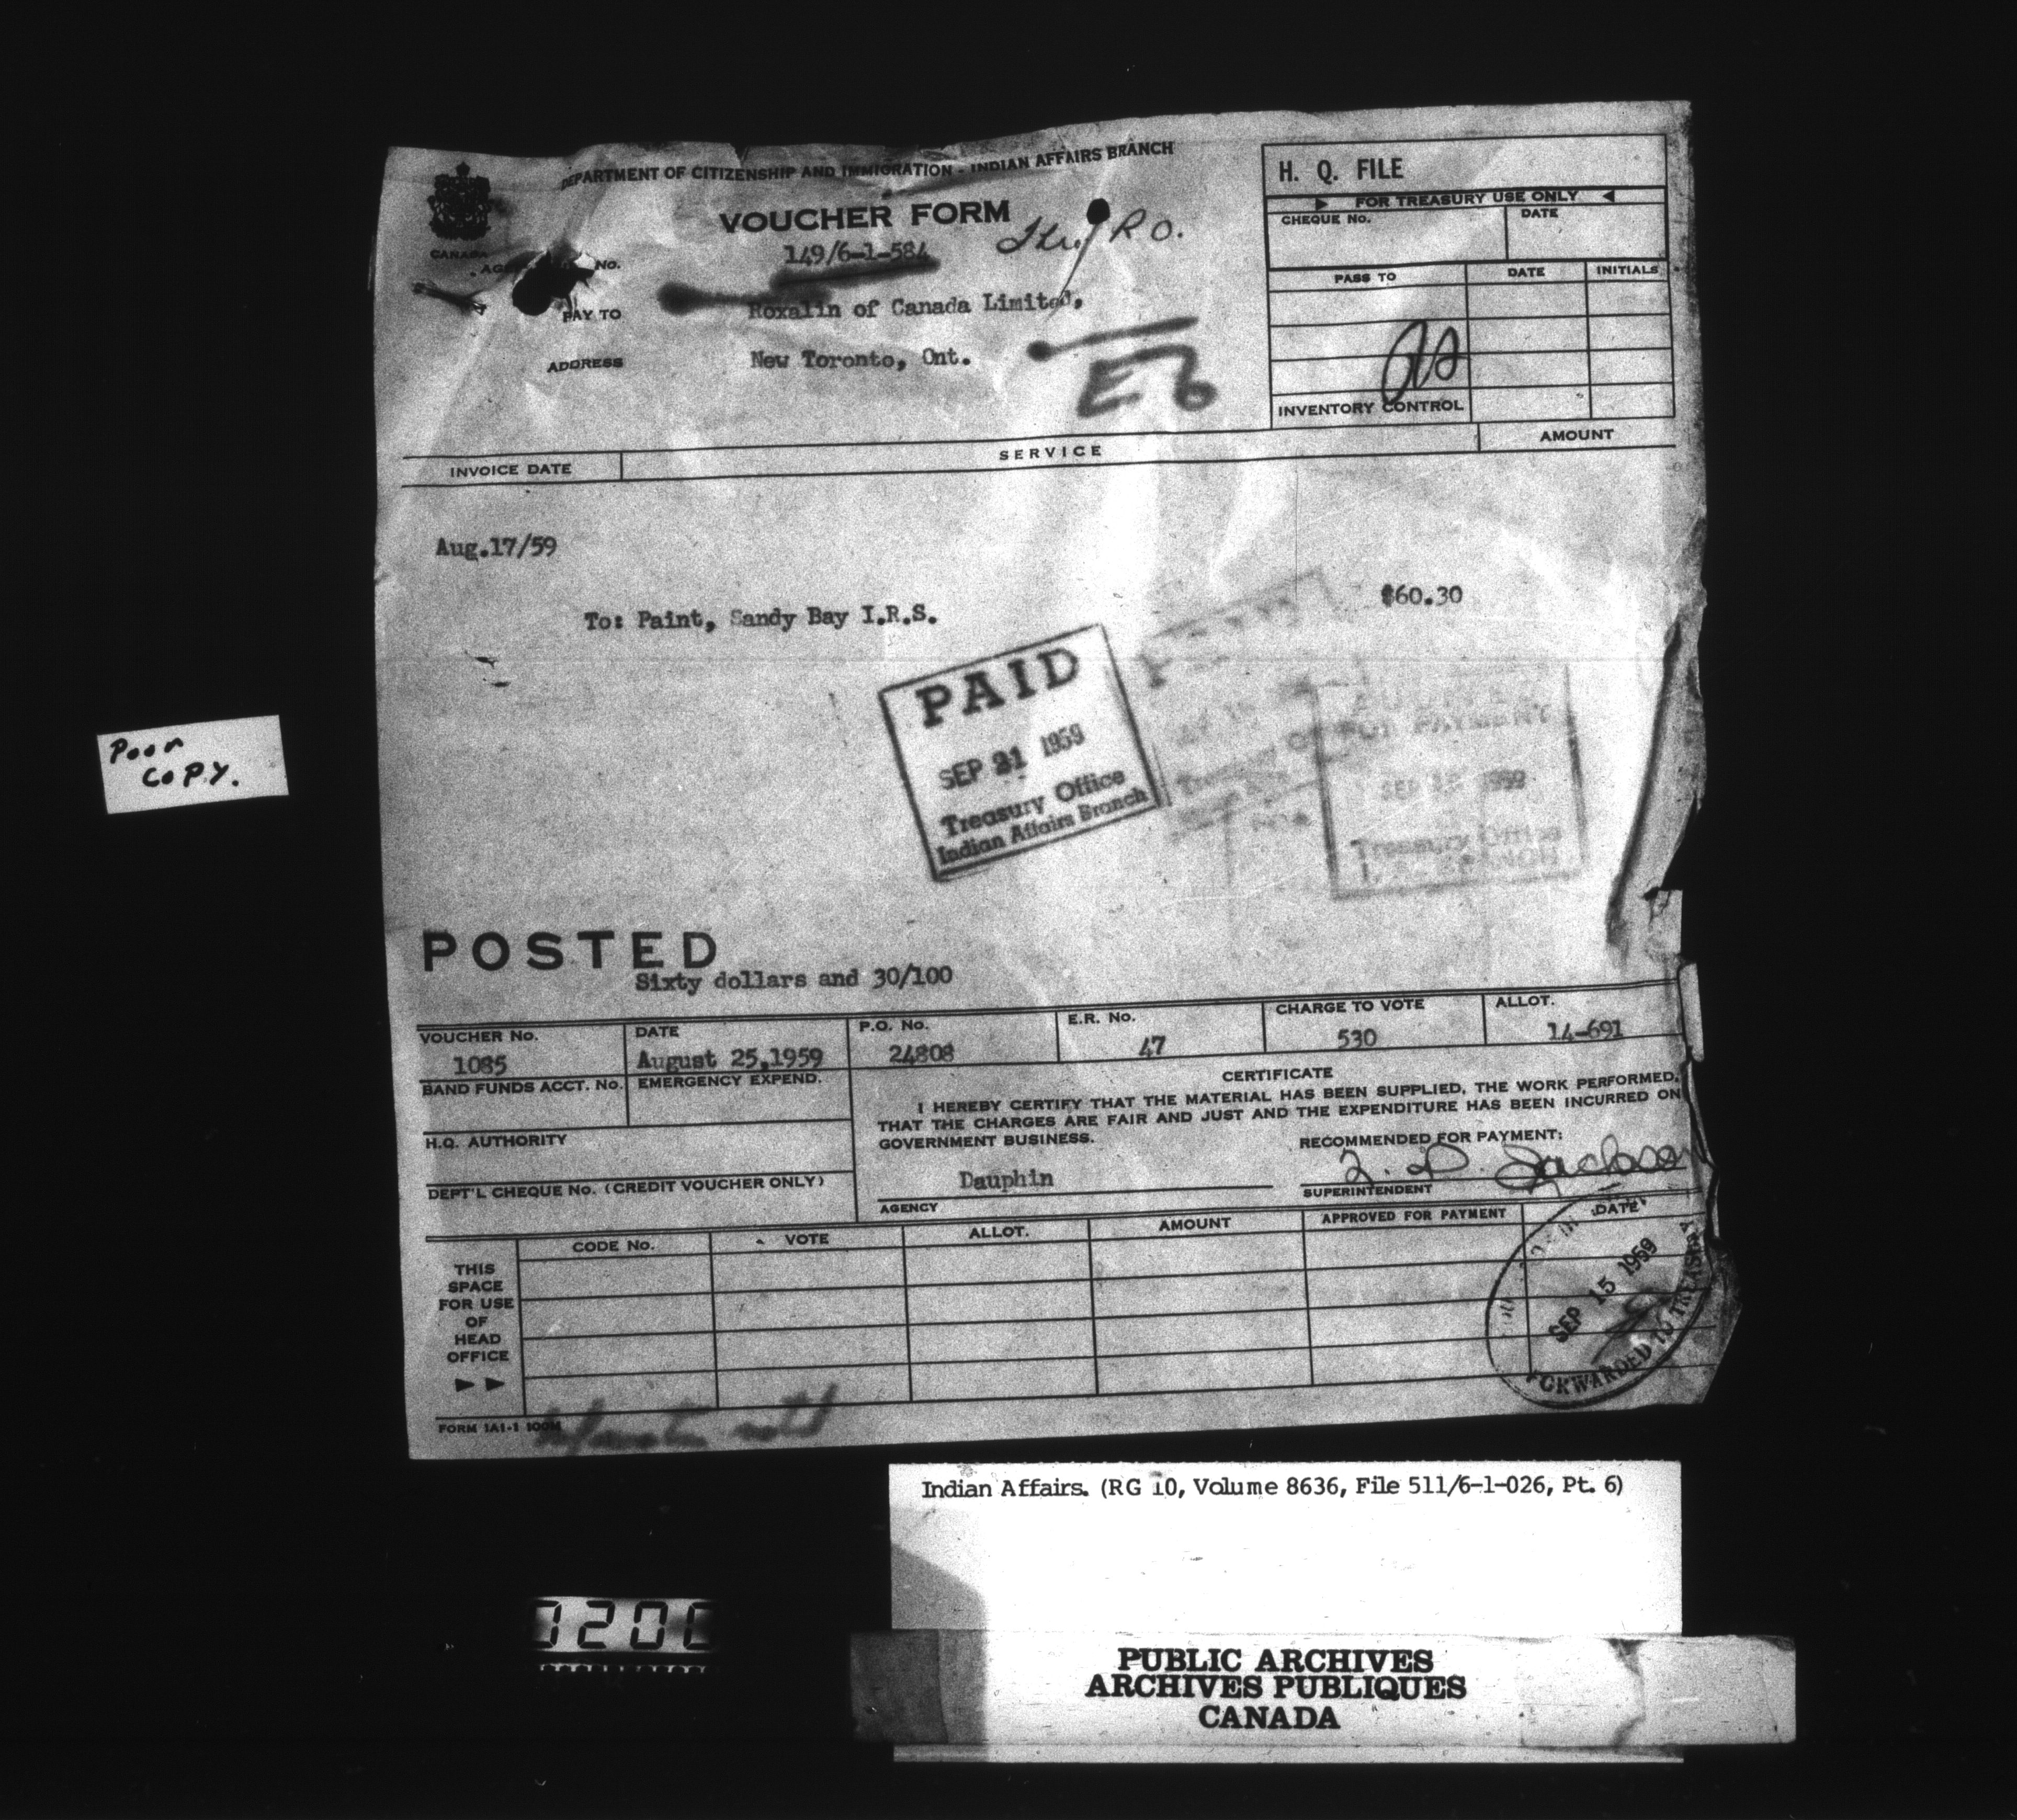 DEPARTMENT OF CITIZENSHIP AND IMMIGRATION - INDIAN AFFAIRS BRANCH
VOUCHER FORM
CANADA
No.
149/6-1-584
R O.
PAY TO
Roxalin of Canada Limited,
ADDRESS
New Toronto, Ont.
E6
H. Q. FILE
FOR TREASURY USE ONLY
CHEQUE No.
DATE
PASS TO
DATE
INITIALS
INVENTORY CONTROL
INVOICE DATE
SERVICE
AMOUNT
Aug.17/59
To: Paint, Sandy Bay I.R.S.
$60.30
PAID
SEP 21 1959
Treasury Office
Indian Affairs Branch
FOR PAYMENT
SEP 1959
Treasury Office
BRANCH
Poor
COPY.
POSTED
Sixty dollars and 30/100
VOUCHER No.
1085
DATE
August 25,1959
P.O. No.
24808
E.R. No.
47
CHARGE TO VOTE
530
ALLOT.
14-691
BAND FUNDS ACCT. No.
EMERGENCY EXPEND.
H.Q. AUTHORITY
DEPT'L CHEQUE No. (CREDIT VOUCHER ONLY)
CERTIFICATE
I HEREBY CERTIFY THAT THE MATERIAL HAS BEEN SUPPLIED, THE WORK PERFORMED,
THAT THE CHARGES ARE FAIR AND JUST AND THE EXPENDITURE HAS BEEN INCURRED ON
GOVERNMENT BUSINESS.
RECOMMENDED FOR PAYMENT:
Dauphin
AGENCY
SUPERINTENDENT
THIS
SPACE
FOR USE
OF
HEAD
OFFICE
CODE No.
VOTE
ALLOT.
AMOUNT
APPROVED FOR PAYMENT
DATE
SEP 15 1959
FORWARDED TO TREASURY
FORM 1A1-1 100M
Indian Affairs. (RG 10, Volume 8636, File 511/6-1-026, Pt. 6)
PUBLIC ARCHIVES
ARCHIVES PUBLIQUES
CANADA